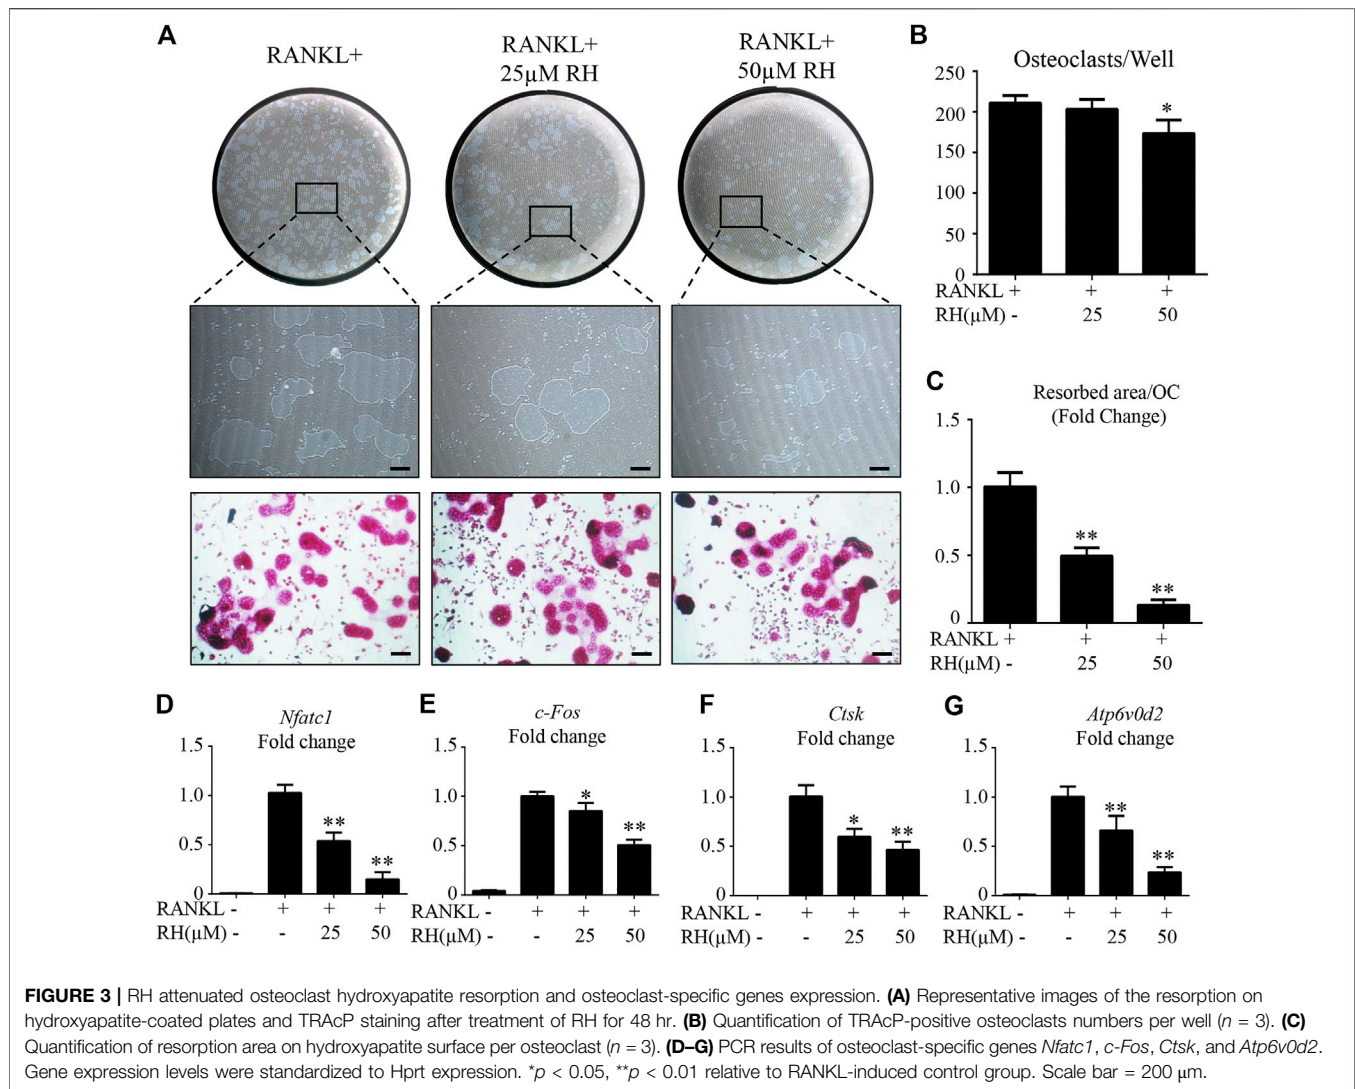 A
RANKL+
RANKL+
25µM RH
RANKL+
50µM RH
B
Osteoclasts/Well
250
200
150
100
50
0
*
RANKL + + +
RH(µM) - 25 50
C
Resorbed area/OC
(Fold Change)
1.5
1.0
0.5
0
**
**
RANKL + + +
RH(µM) - 25 50
D
Nfatc1
Fold change
1.5
1.0
0.5
0
**
**
RANKL - + + +
RH(µM) - - 25 50
E
c-Fos
Fold change
1.5
1.0
0.5
0
*
**
RANKL - + + +
RH(µM) - - 25 50
F
Ctsk
Fold change
1.5
1.0
0.5
0
*
**
RANKL - + + +
RH(µM) - - 25 50
G
Atp6v0d2
Fold change
1.5
1.0
0.5
0
**
**
RANKL - + + +
RH(µM) - - 25 50
FIGURE 3 | RH attenuated osteoclast hydroxyapatite resorption and osteoclast-specific genes expression. (A) Representative images of the resorption on
hydroxyapatite-coated plates and TRAcP staining after treatment of RH for 48 hr. (B) Quantification of TRAcP-positive osteoclasts numbers per well (n = 3). (C)
Quantification of resorption area on hydroxyapatite surface per osteoclast (n = 3). (D–G) PCR results of osteoclast-specific genes Nfatc1, c-Fos, Ctsk, and Atp6v0d2.
Gene expression levels were standardized to Hprt expression. *p < 0.05, **p < 0.01 relative to RANKL-induced control group. Scale bar = 200 µm.